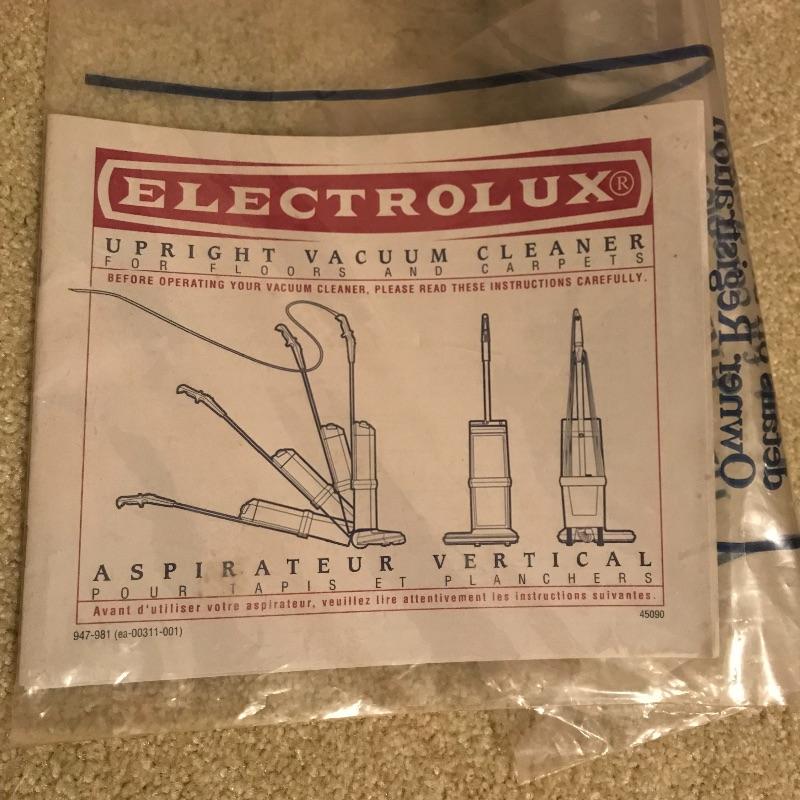 ELECTROLUX®
UPRIGHT VACUUM CLEANER
FOR FLOORS AND CARPETS
BEFORE OPERATING YOUR VACUUM CLEANER, PLEASE READ THESE INSTRUCTIONS CAREFULLY.
ASPIRATEUR VERTICAL
POUR TAPIS ET PLANCHERS
Avant d'utiliser votre aspirateur, veuillez lire attentivement les instructions suivantes.
45090
947-981 (ea-00311-001)
Owner Registration
details